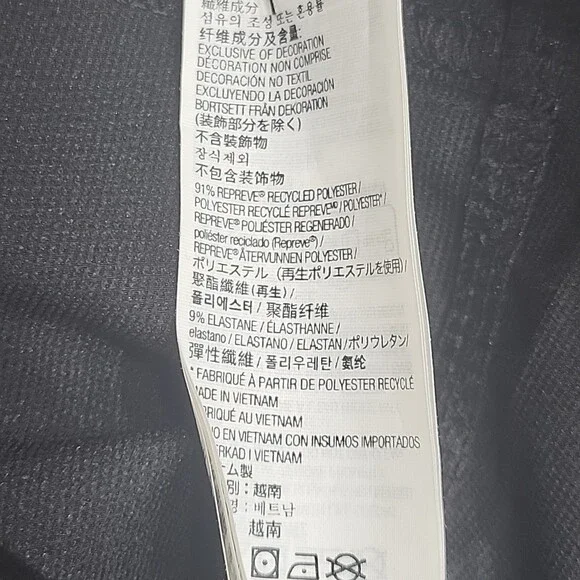 纖維成分
섬유의 조성 또는 혼용률
纤维成分及含量:
EXCLUSIVE OF DECORATION
DÉCORATION NON COMPRISE
DECORACIÓN NO TEXTIL
EXCLUYENDO LA DECORACIÓN
BORTSETT FRÅN DEKORATION
(装飾部分を除く)
不含裝飾物
장식제외
不包含装饰物
91% REPREVE® RECYCLED POLYESTER /
POLYESTER RECYCLÉ REPREVE / POLYESTER* /
REPREVE® POLIÉSTER REGENERADO /
poliéster reciclado (Repreve®) /
REPREVE® ÅTERVUNNEN POLYESTER /
ポリエステル (再生ポリエステルを使用) /
聚酯纖維 (再生) /
폴리에스터 / 聚酯纤维
9% ELASTANE / ÉLASTHANNE /
elastano / ELASTANO / ELASTAN / ポリウレタン /
彈性纖維 / 폴리우레탄 / 氨纶
* FABRIQUÉ À PARTIR DE POLYESTER RECYCLÉ
MADE IN VIETNAM
RIQUÉ AU VIETNAM
O EN VIETNAM CON INSUMOS IMPORTADOS
ERKAD I VIETNAM
ム製
別: 越南
명: 베트남
越南